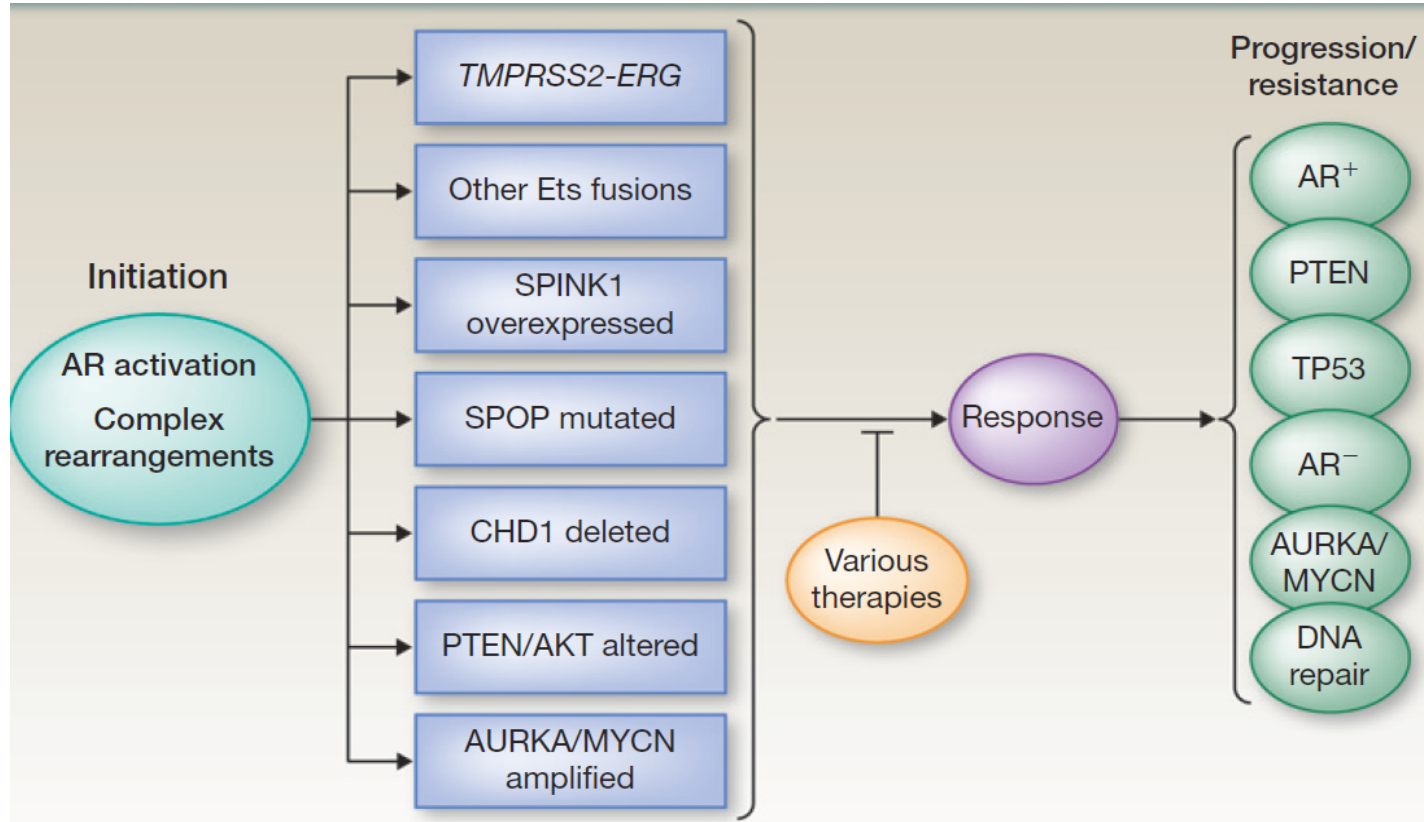 Initiation
AR activation
Complex
rearrangements
TMPRSS2-ERG
Other Ets fusions
SPINK1
overexpressed
SPOP mutated
CHD1 deleted
PTEN/AKT altered
AURKA/MYCN
amplified
Various
therapies
Response
Progression/
resistance
AR⁺
PTEN
TP53
AR⁻
AURKA/
MYCN
DNA
repair